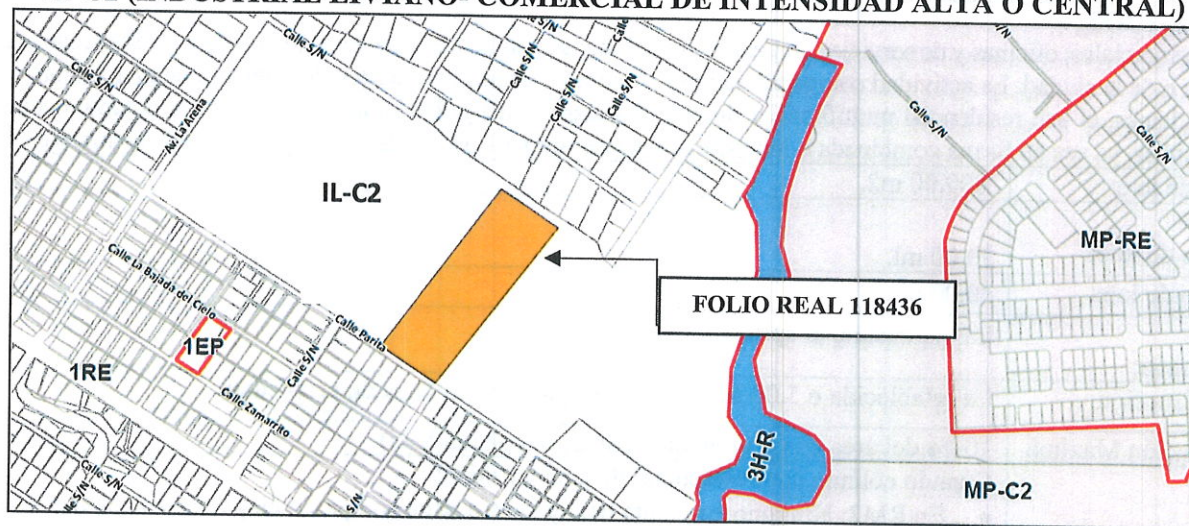 (INDUSTRIAL LIVIANO- COMERCIAL DE INTENSIDAD ALTA O CENTRAL)
Calle S/N
Calle S/N
Calle S/N
Calle S/N
Calle S/N
Calle S/N
Av. La Arena
Calle S/N
Calle S/N
IL-C2
MP-RE
Calle La Bajada del Cielo
Calle Parita
FOLIO REAL 118436
1EP
Calle S/N
1RE
Calle Zamarrito
3H-R
MP-C2
Calle S/N
Calle S/N